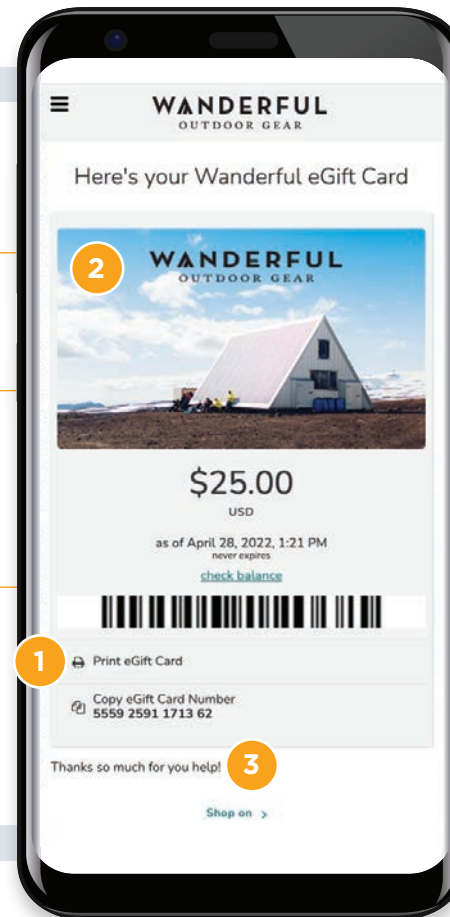 WANDERFUL
OUTDOOR GEAR
Here's your Wanderful eGift Card
2
WANDERFUL
OUTDOOR GEAR
$25.00
USD
as of April 28, 2022, 1:21 PM
never expires
check balance
1
Print eGift Card
Copy eGift Card Number
5559 2591 1713 62
Thanks so much for you help!
3
Shop on >